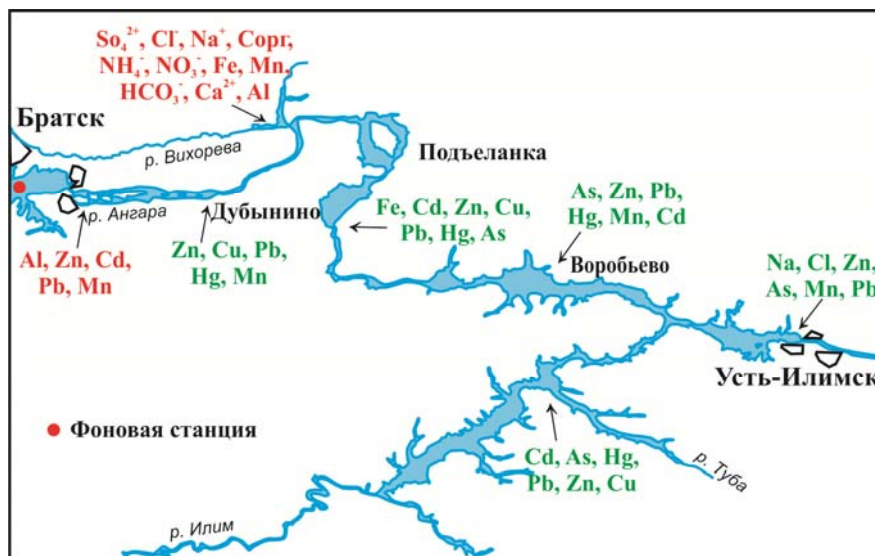 So₄²⁺, Cl⁻, Na⁺, Сорг,
NH₄⁻, NO₃⁻, Fe, Mn,
HCO₃⁻, Ca²⁺, Al
Братск
р. Вихорева
Подъеланка
р. Ангара
Дубынино
Al, Zn, Cd,
Pb, Mn
Zn, Cu, Pb,
Hg, Mn
Fe, Cd, Zn, Cu,
Pb, Hg, As
As, Zn, Pb,
Hg, Mn, Cd
Воробьево
Na, Cl, Zn,
As, Mn, Pb
Усть-Илимск
Фоновая станция
Cd, As, Hg,
Pb, Zn, Cu
р. Туба
р. Илим